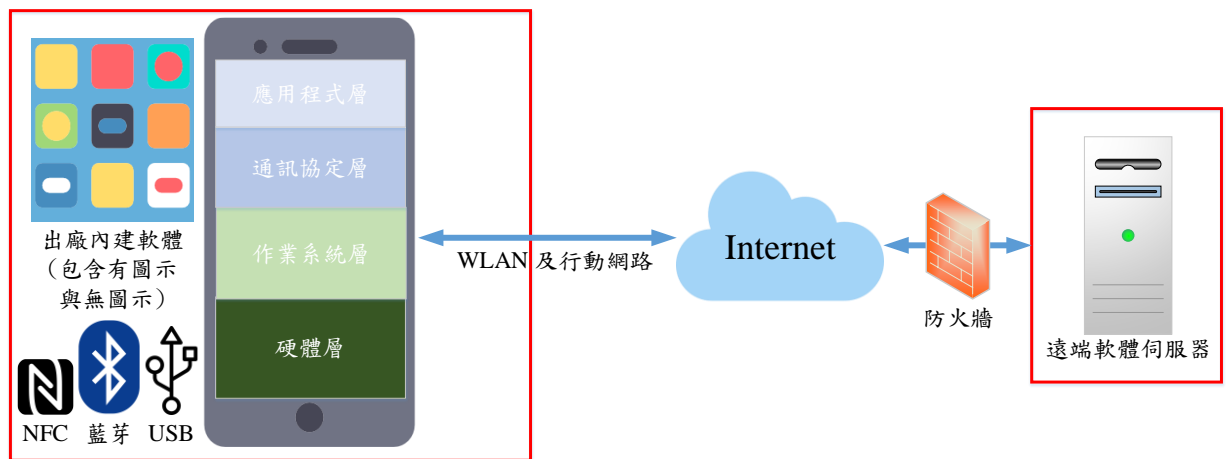 應用程式層
通訊協定層
作業系統層
硬體層
出廠內建軟體
（包含有圖示
與無圖示）
NFC
藍芽
USB
WLAN 及行動網路
Internet
防火牆
遠端軟體伺服器